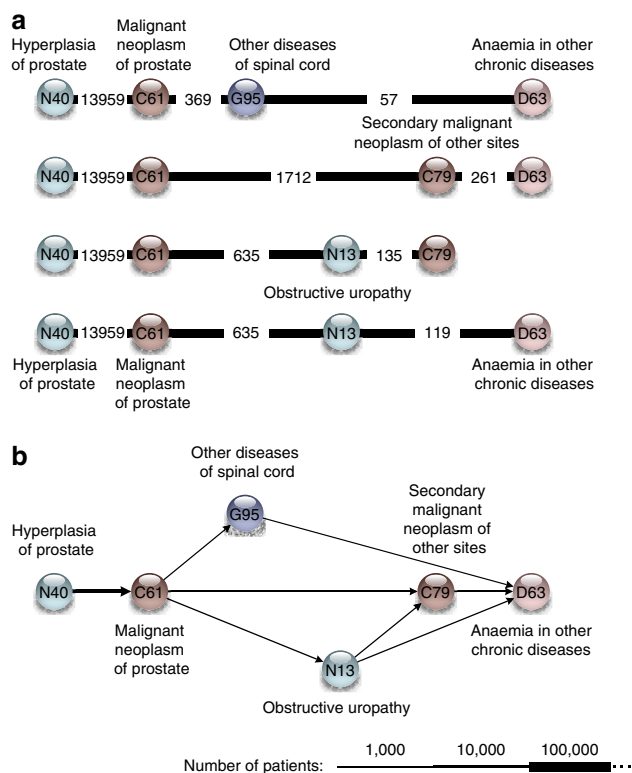 a
Hyperplasia
of prostate
Malignant
neoplasm
of prostate
Other diseases
of spinal cord
Anaemia in other
chronic diseases
N40 13959 C61 369 G95 57 D63
Secondary malignant
neoplasm of other sites
N40 13959 C61 1712 C79 261 D63
N40 13959 C61 635 N13 135 C79
Obstructive uropathy
N40 13959 C61 635 N13 119 D63
Hyperplasia
of prostate
Malignant
neoplasm
of prostate
Anaemia in other
chronic diseases
b
Other diseases
of spinal cord
G95
Secondary
malignant
neoplasm of
other sites
Hyperplasia
of prostate
N40 C61 C79 D63
Malignant
neoplasm
of prostate
Anaemia in other
chronic diseases
N13
Obstructive uropathy
1,000 10,000 100,000
Number of patients: